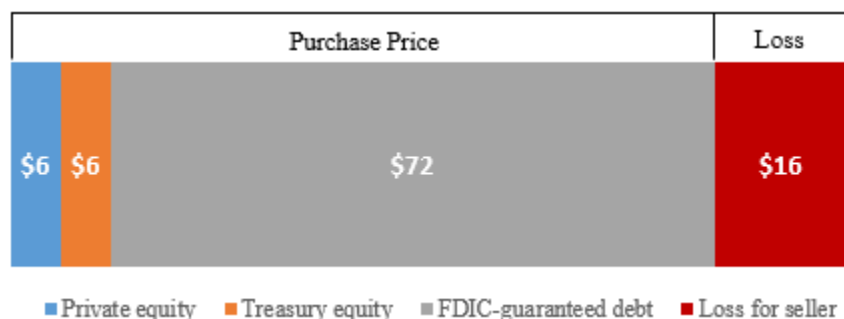 Purchase Price Loss
$6 $6 $72 $16
Private equity Treasury equity FDIC-guaranteed debt Loss for seller